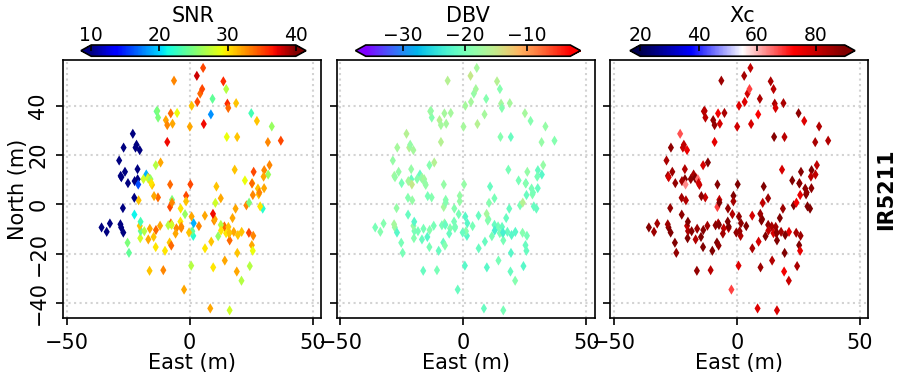 SNR DBV Xc
10 20 30 40 −30 −20 −10 20 40 60 80
North (m)
40
20
0
−20
−40
IR5211
−50 0 50 −50 0 50 −50 0 50
East (m) East (m) East (m)